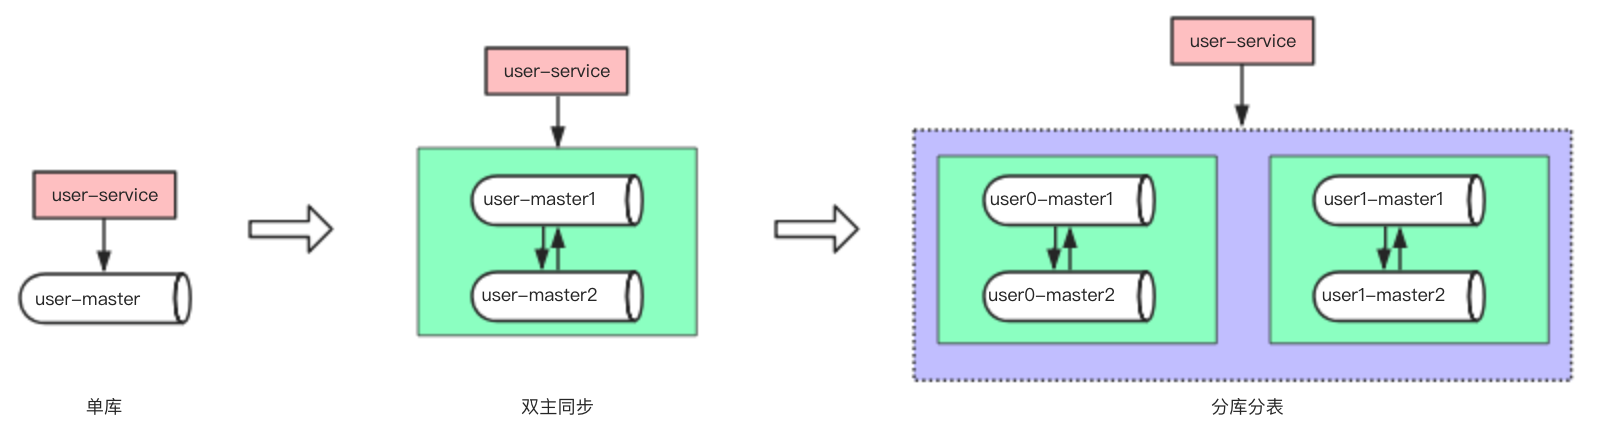 user-service
user-master
单库
user-service
user-master1
user-master2
双主同步
user-service
user0-master1
user0-master2
user1-master1
user1-master2
分库分表